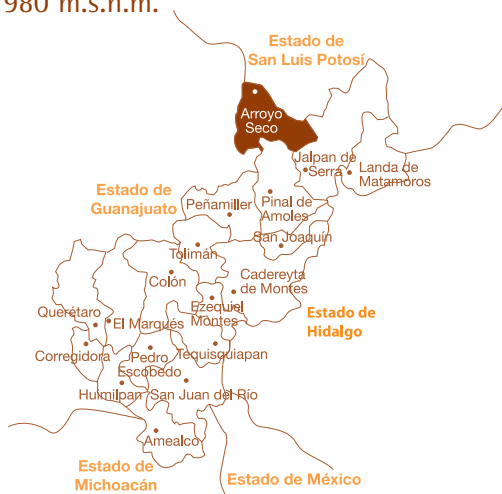 980 m.s.n.m.
Estado de
San Luis Potosí
Arroyo
Seco
Jalpan de
Serra
Landa de
Matamoros
Estado de
Guanajuato
Peñamiller
Pinal de
Amoles
San Joaquín
Tolimán
Colón
Cadereyta
de Montes
Ezequiel
Montes
Estado de
Hidalgo
Querétaro
El Marqués
Corregidora
Pedro
Escobedo
Tequisquiapan
Huimilpan
San Juan del Río
Amealco
Estado de
Michoacán
Estado de México